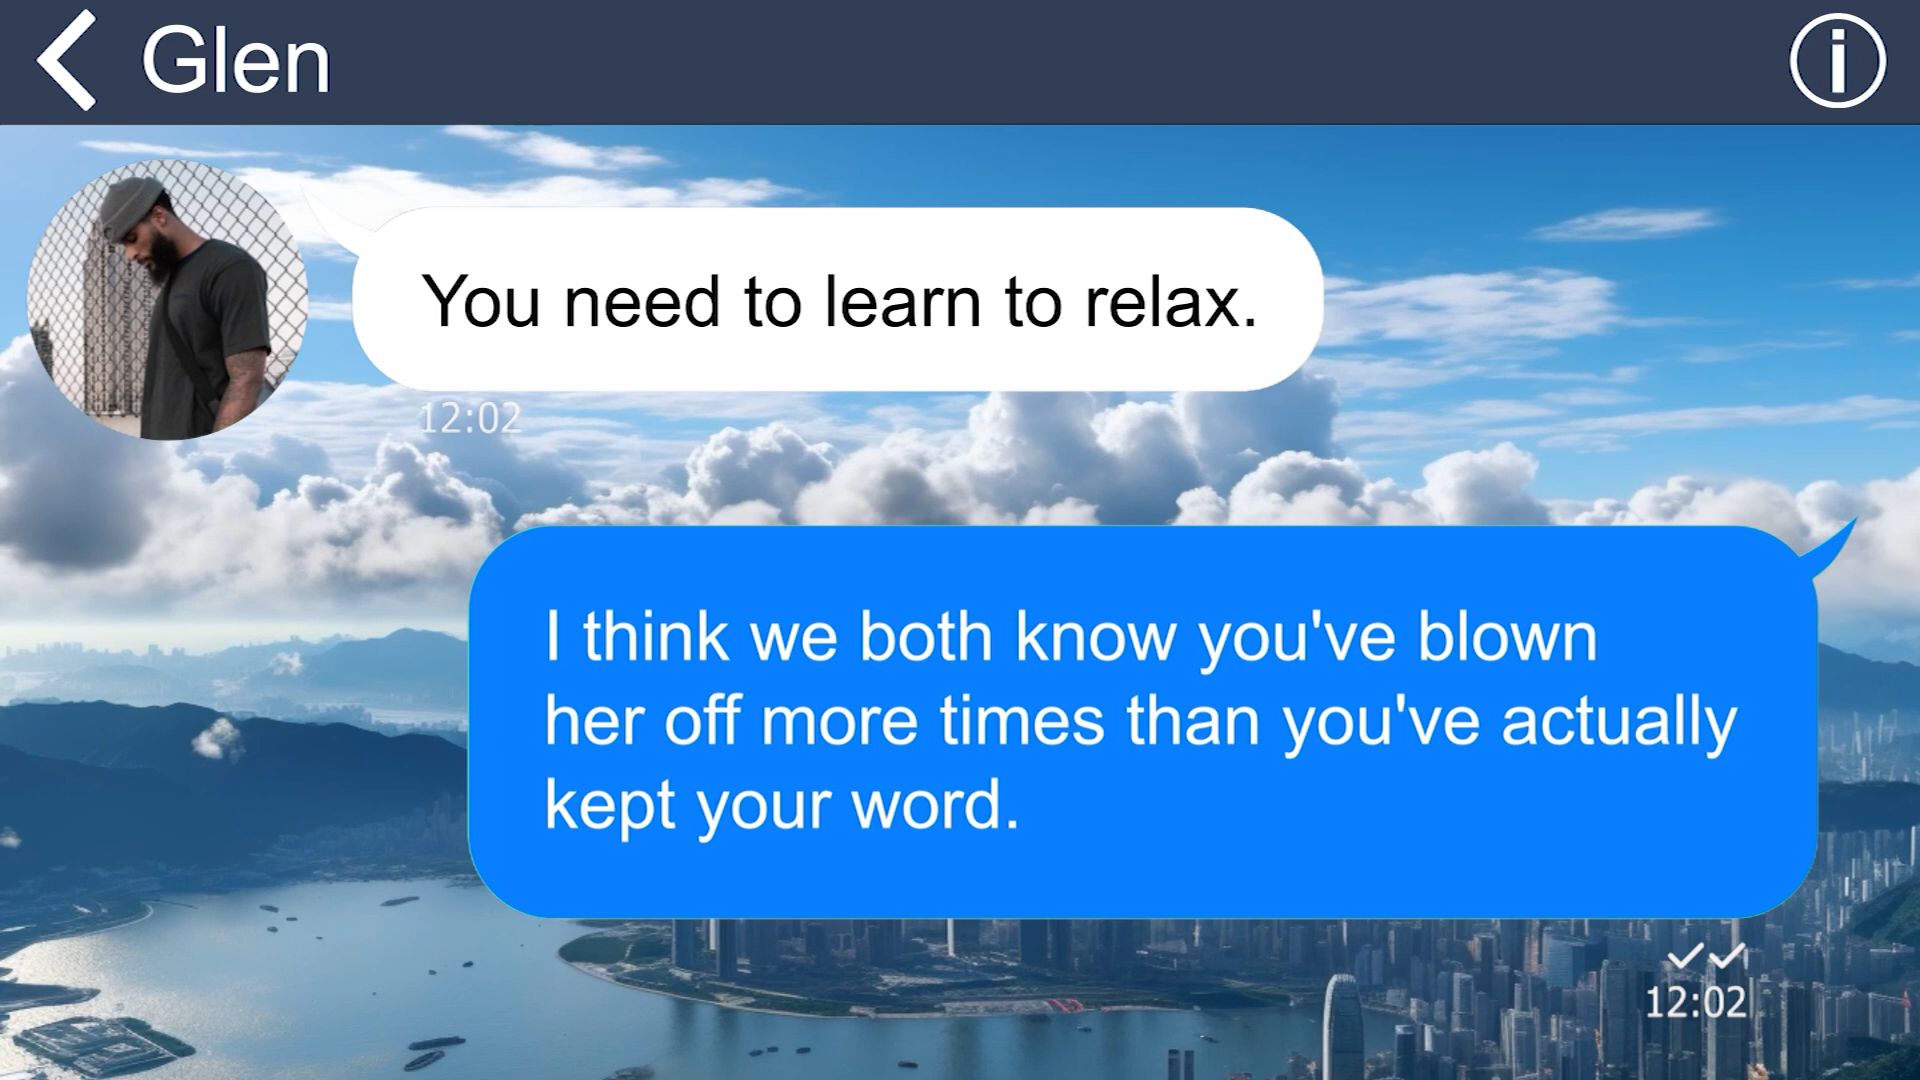 Glen
You need to learn to relax.
12:02
I think we both know you've blown
her off more times than you've actually
kept your word.
12:02